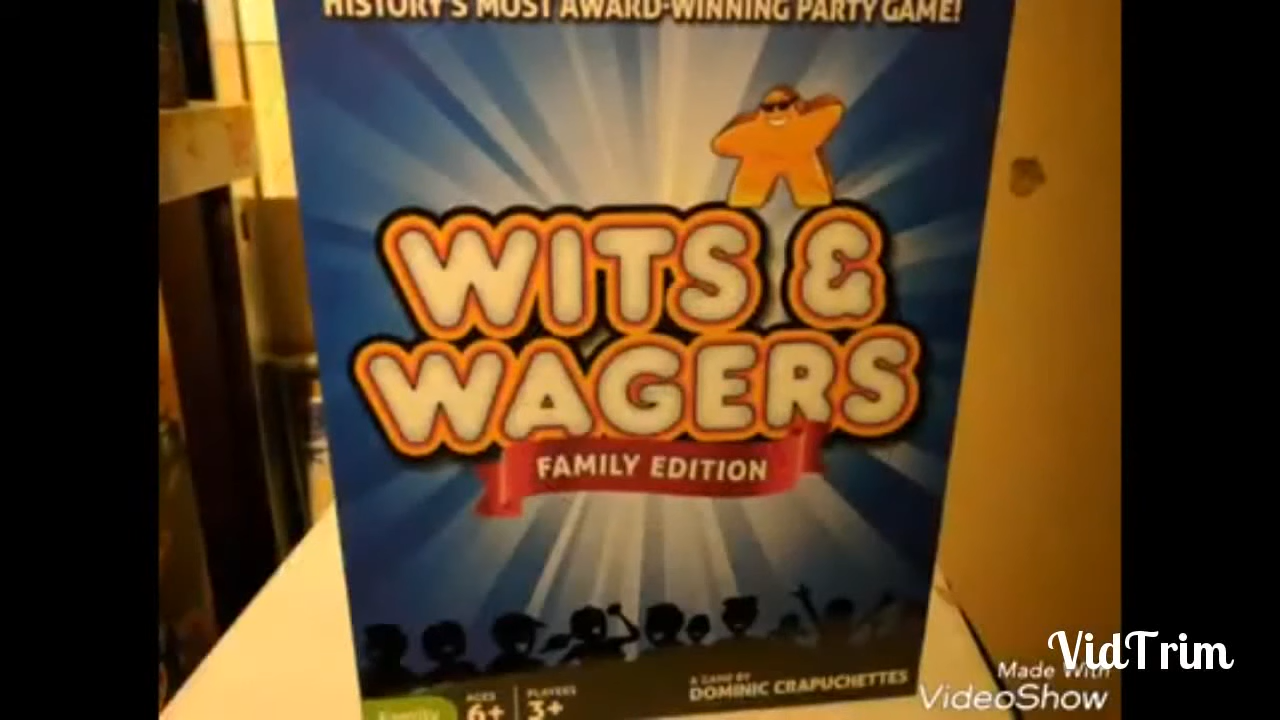 HISTORY'S MOST AWARD-WINNING PARTY GAME!
WITS &
WAGERS
FAMILY EDITION
A GAME BY
DOMINIC CRAPUCHETTES
Family
AGES
6+
PLAYERS
3+
VidTrim
Made With
VideoShow